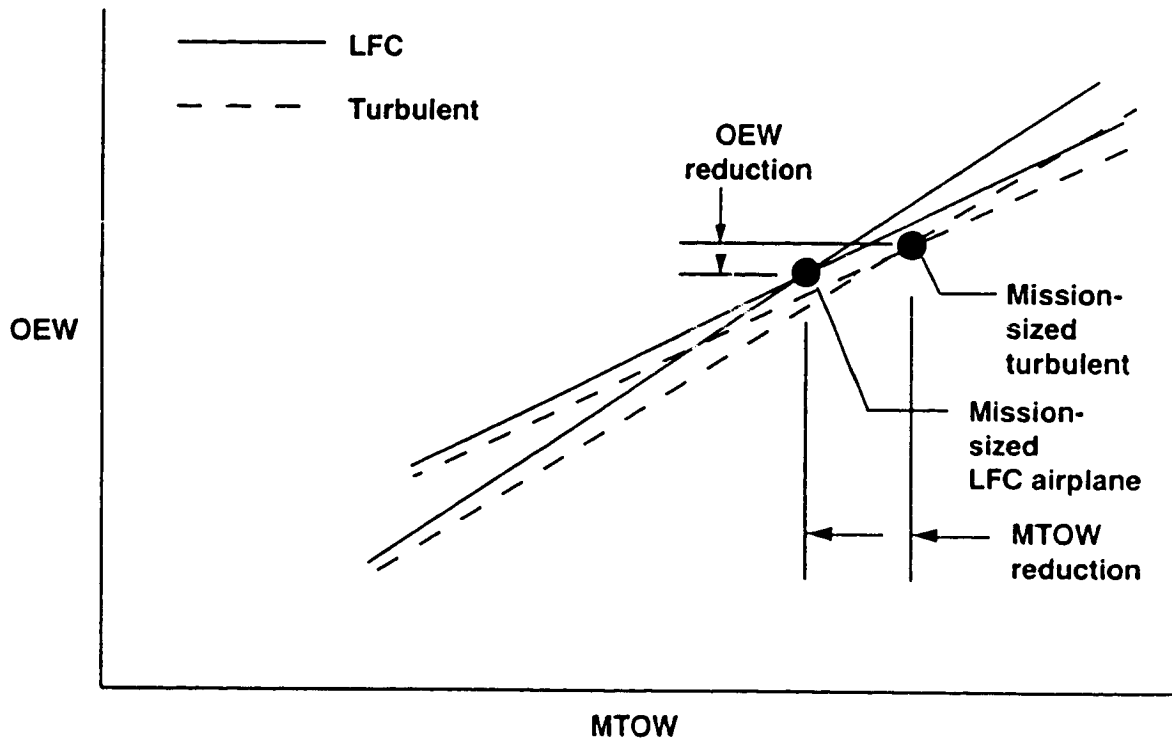 LFC
Turbulent
OEW
reduction
OEW
Mission-
sized
turbulent
Mission-
sized
LFC airplane
MTOW
reduction
MTOW